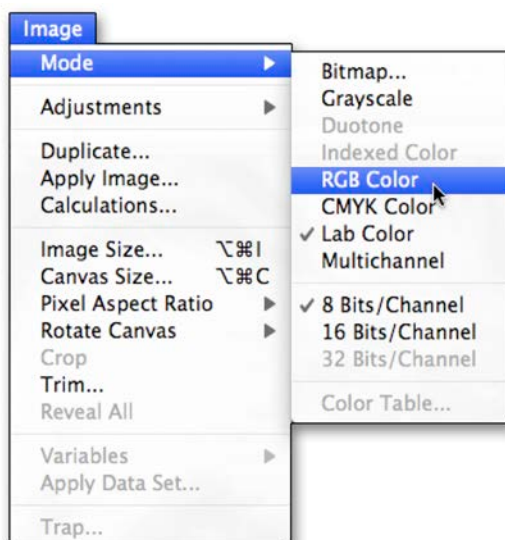 Image
Mode
Adjustments
Duplicate...
Apply Image...
Calculations...
Image Size... ⌥⌘I
Canvas Size... ⌥⌘C
Pixel Aspect Ratio
Rotate Canvas
Crop
Trim...
Reveal All
Variables
Apply Data Set...
Trap...
Bitmap...
Grayscale
Duotone
Indexed Color
RGB Color
CMYK Color
✓ Lab Color
Multichannel
✓ 8 Bits/Channel
16 Bits/Channel
32 Bits/Channel
Color Table...